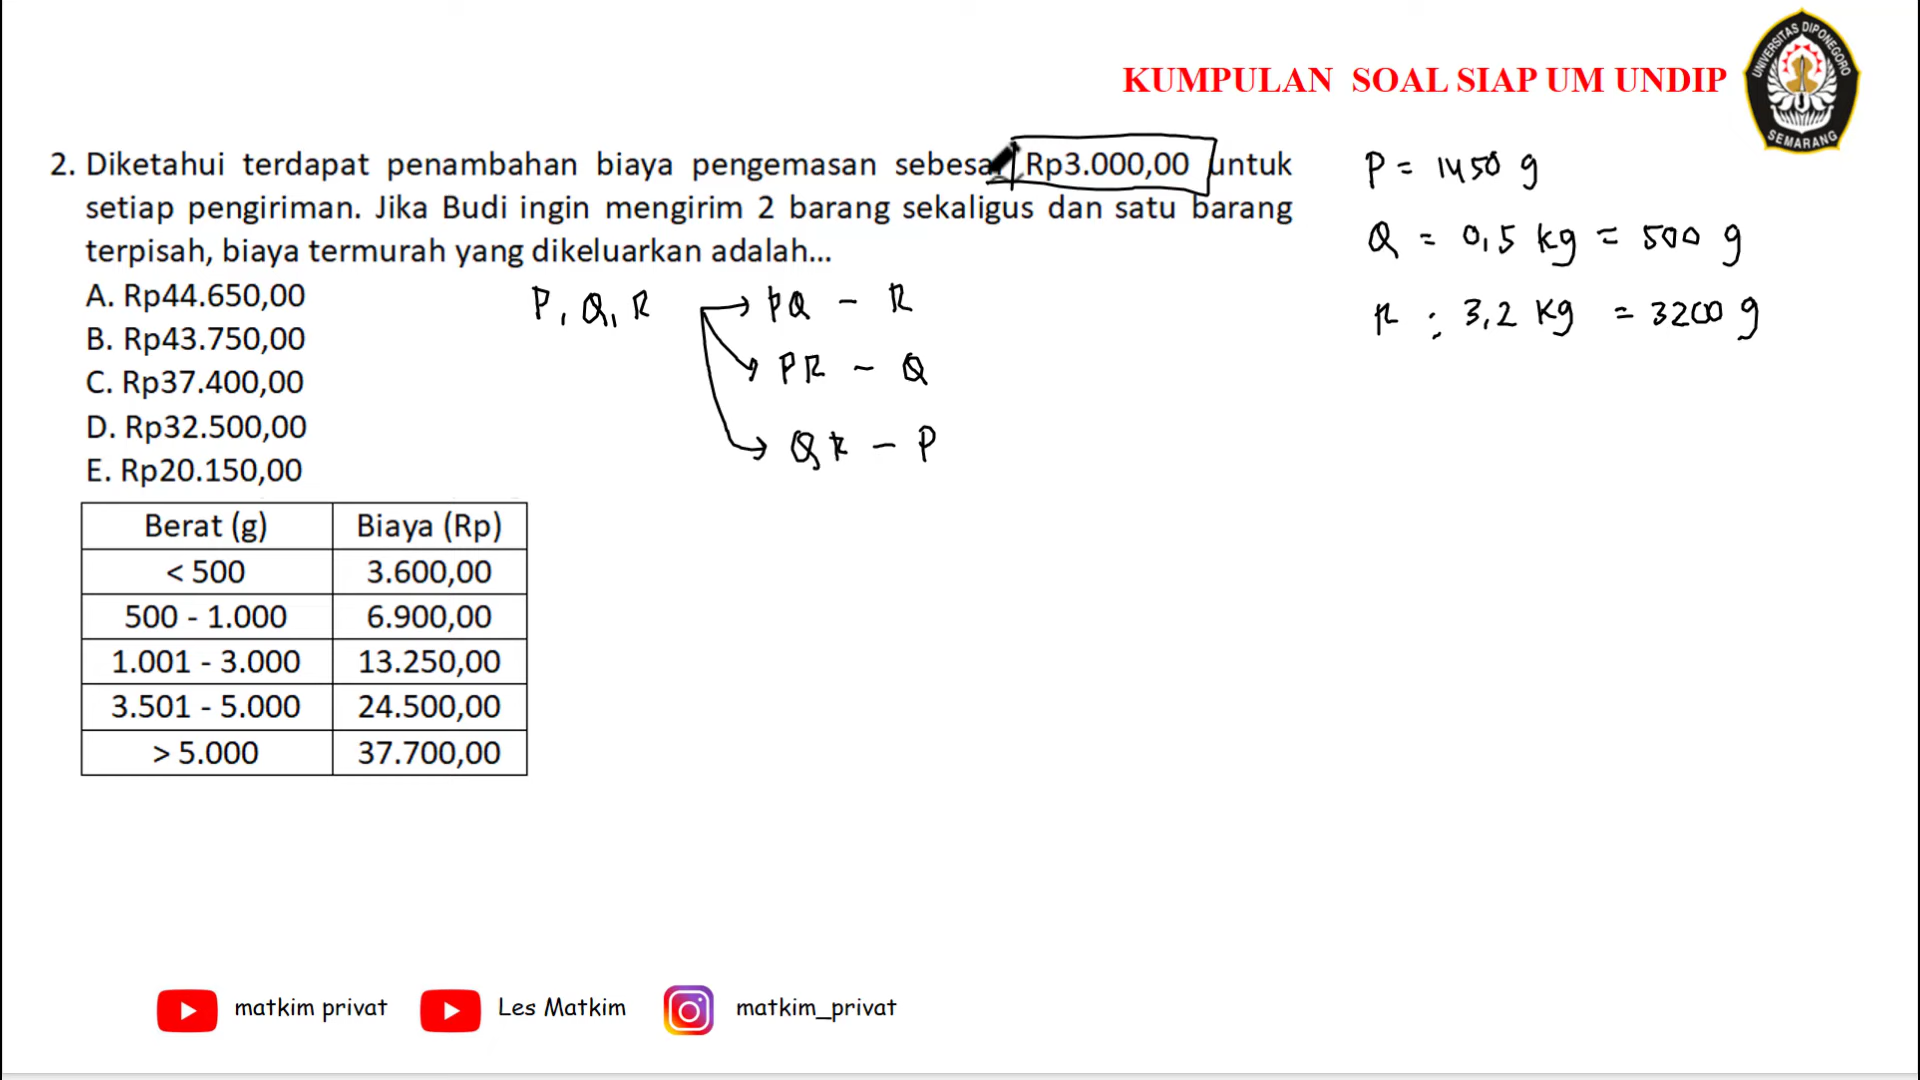 KUMPULAN SOAL SIAP UM UNDIP
UNIVERSITAS DIPONEGORO
SEMARANG
2. Diketahui terdapat penambahan biaya pengemasan sebesa Rp3.000,00 untuk
setiap pengiriman. Jika Budi ingin mengirim 2 barang sekaligus dan satu barang
terpisah, biaya termurah yang dikeluarkan adalah...
A. Rp44.650,00
B. Rp43.750,00
C. Rp37.400,00
D. Rp32.500,00
E. Rp20.150,00
P, Q, R
PQ - R
PR - Q
QR - P
P = 1450 g
Q = 0,5 kg = 500 g
R : 3,2 kg = 3200 g
Berat (g) Biaya (Rp)
< 500 3.600,00
500 - 1.000 6.900,00
1.001 - 3.000 13.250,00
3.501 - 5.000 24.500,00
> 5.000 37.700,00
matkim privat Les Matkim matkim_privat